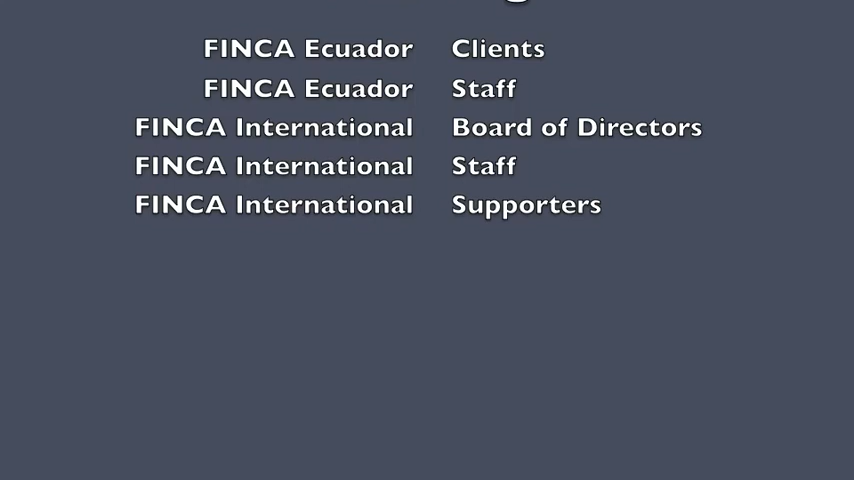 FINCA Ecuador Clients
FINCA Ecuador Staff
FINCA International Board of Directors
FINCA International Staff
FINCA International Supporters